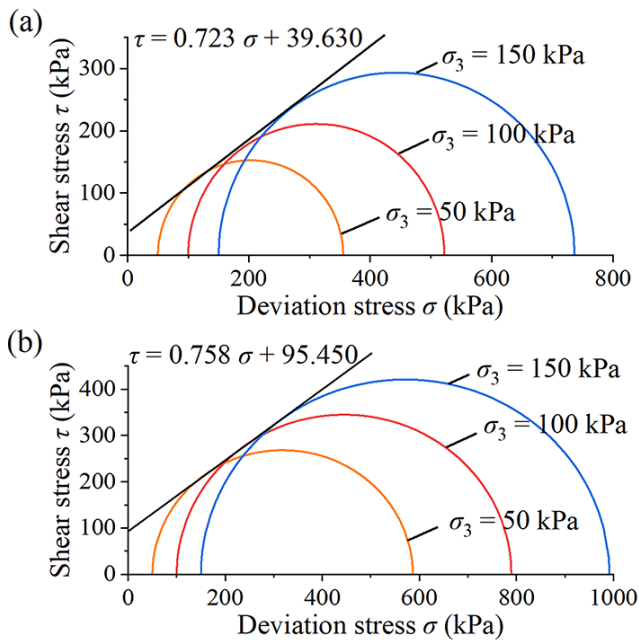 (a)
τ = 0.723 σ + 39.630
σ₃ = 150 kPa
σ₃ = 100 kPa
σ₃ = 50 kPa
Shear stress τ (kPa)
300
200
100
0
0 200 400 600 800
Deviation stress σ (kPa)
(b)
τ = 0.758 σ + 95.450
σ₃ = 150 kPa
σ₃ = 100 kPa
σ₃ = 50 kPa
Shear stress τ (kPa)
400
300
200
100
0
0 200 400 600 800 1000
Deviation stress σ (kPa)